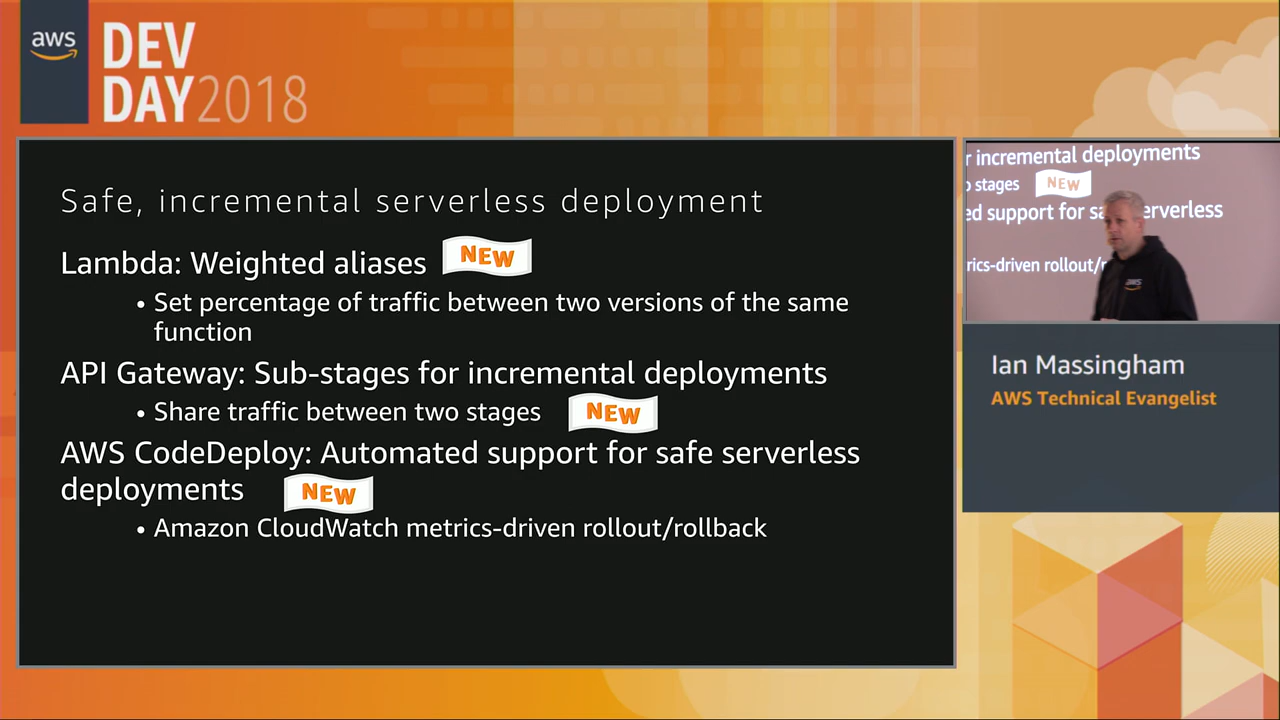 aws
DEV
DAY2018
Safe, incremental serverless deployment
Lambda: Weighted aliases NEW
• Set percentage of traffic between two versions of the same
function
API Gateway: Sub-stages for incremental deployments
• Share traffic between two stages NEW
AWS CodeDeploy: Automated support for safe serverless
deployments NEW
• Amazon CloudWatch metrics-driven rollout/rollback
r incremental deployments
o stages NEW
ed support for sa erverless
rics-driven rollout/r
aws
Ian Massingham
AWS Technical Evangelist